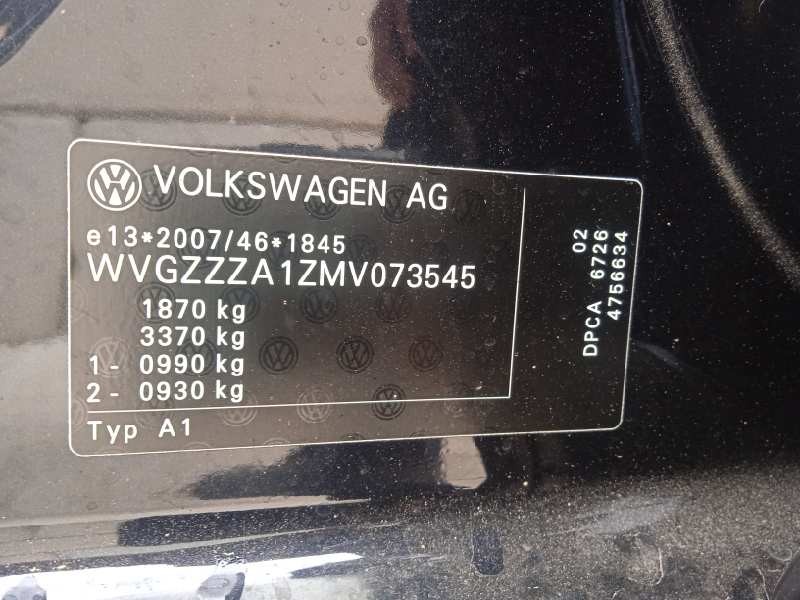 VOLKSWAGEN AG
e13*2007/46*1845
WVGZZZA1ZMV073545
1870 kg
3370 kg
1- 0990 kg
2- 0930 kg
Typ A1
02
DPCA 6726
4756634